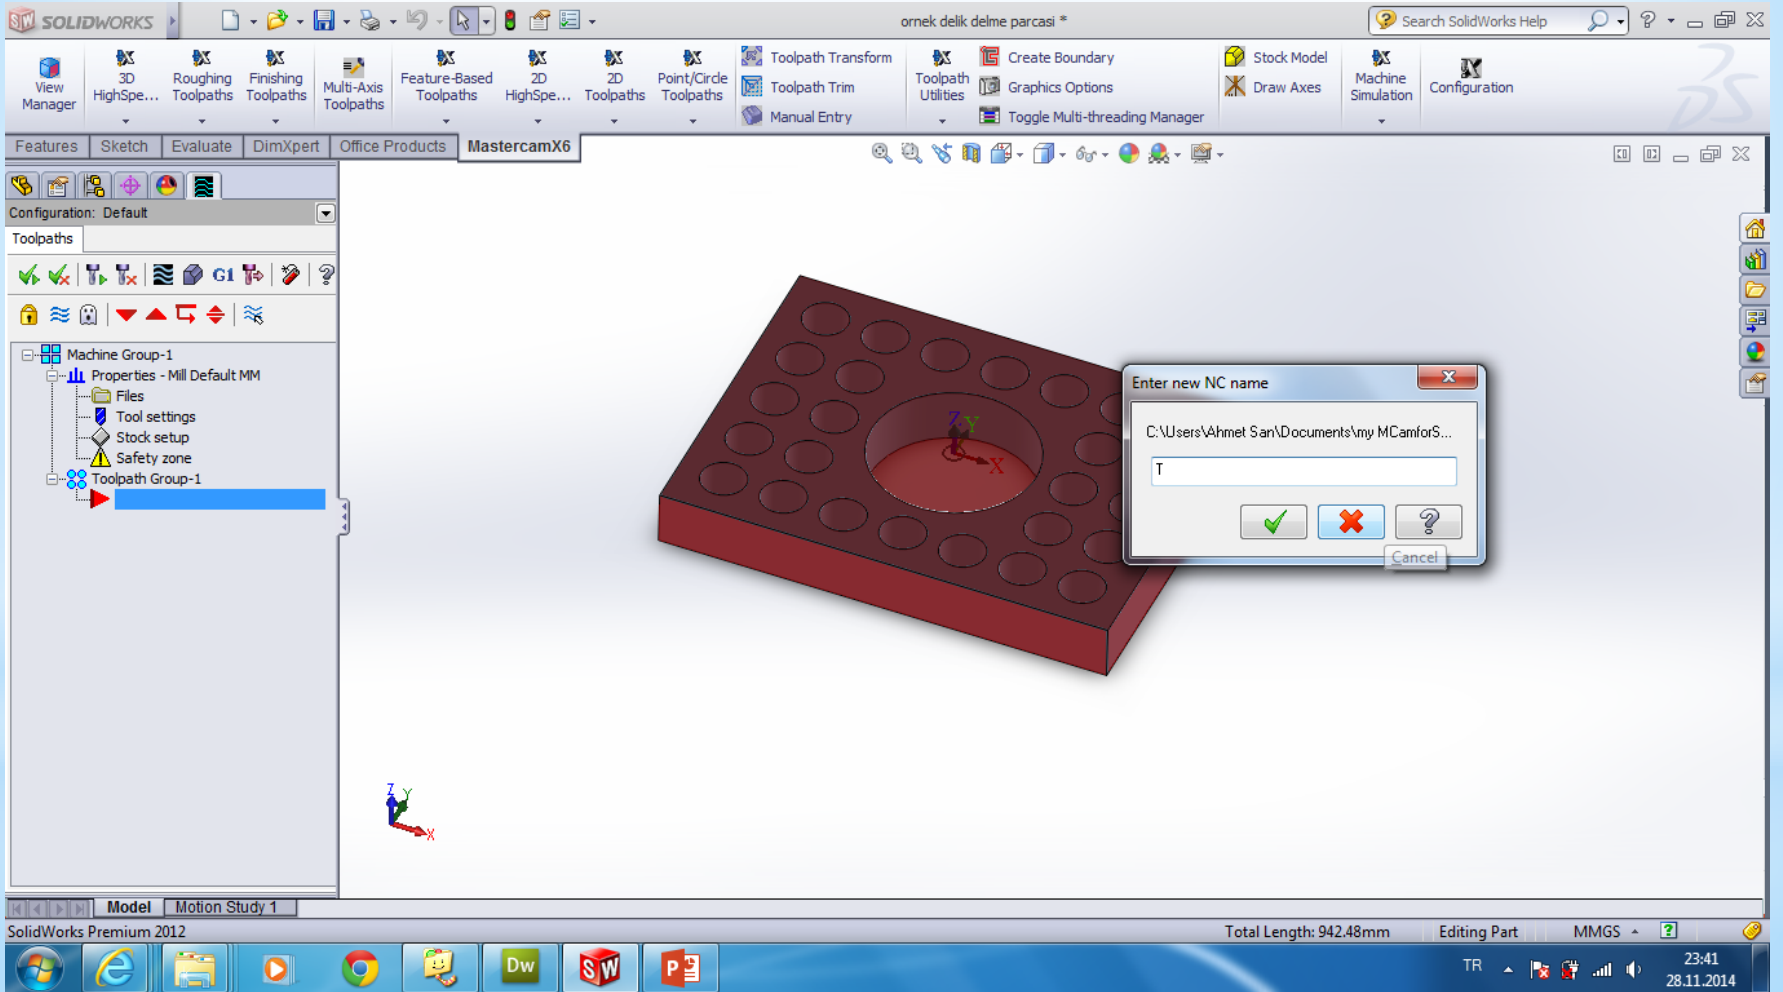 SOLIDWORKS
ornek delik delme parcasi *
Search SolidWorks Help
View Manager
3D HighSpe...
Roughing Toolpaths
Finishing Toolpaths
Multi-Axis Toolpaths
Feature-Based Toolpaths
2D HighSpe...
2D Toolpaths
Point/Circle Toolpaths
Toolpath Transform
Toolpath Trim
Manual Entry
Toolpath Utilities
Create Boundary
Graphics Options
Toggle Multi-threading Manager
Stock Model
Draw Axes
Machine Simulation
Configuration
Features Sketch Evaluate DimXpert Office Products MastercamX6
Configuration: Default
Toolpaths
G1
Machine Group-1
Properties - Mill Default MM
Files
Tool settings
Stock setup
Safety zone
Toolpath Group-1
Z Y
X
Enter new NC name
C:\Users\Ahmet San\Documents\my MCamforS...
T
Cancel
Z Y
X
Model Motion Study 1
SolidWorks Premium 2012
Total Length: 942.48mm Editing Part MMGS
Dw
SW
P
TR
23:41
28.11.2014